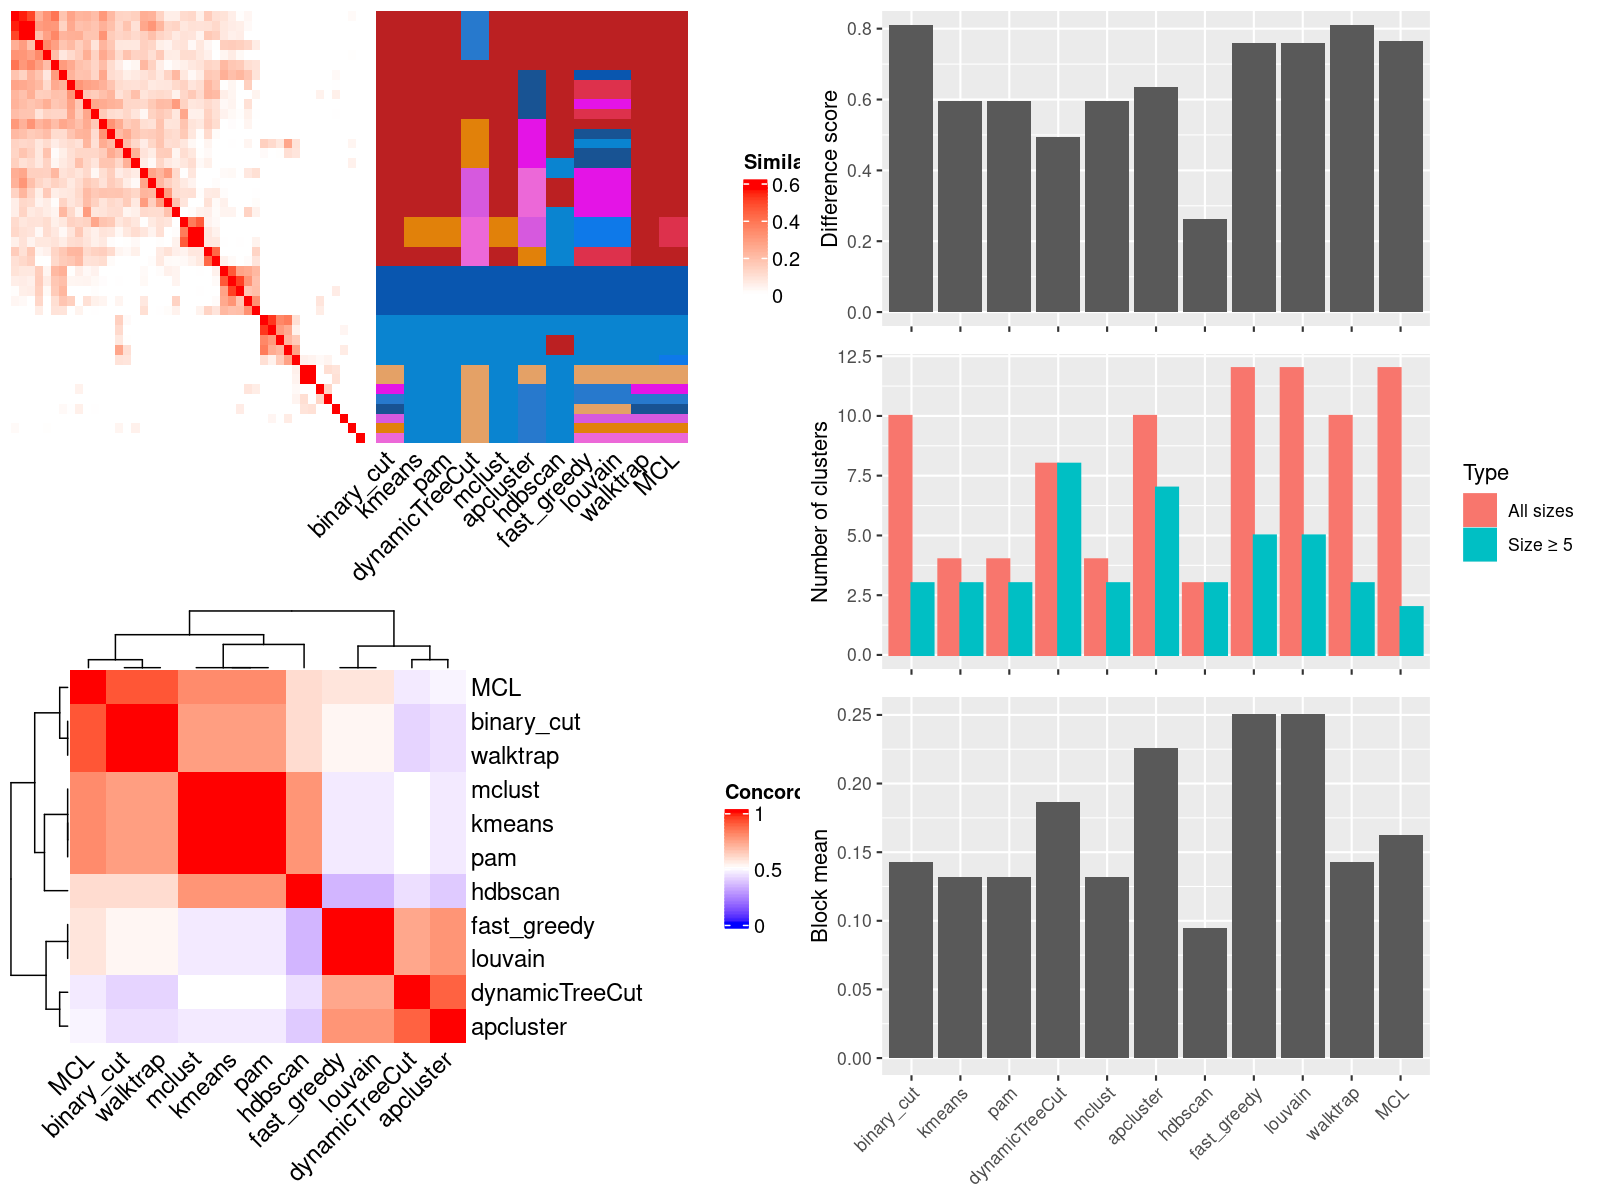 Simila
0.6
0.4
0.2
0
binary_cut
kmeans
pam
dynamicTreeCut
mclust
apcluster
hdbscan
fast_greedy
louvain
walktrap
MCL
Difference score
0.8
0.6
0.4
0.2
0.0
Number of clusters
12.5
10.0
7.5
5.0
2.5
0.0
Type
All sizes
Size ≥ 5
MCL
binary_cut
walktrap
mclust
kmeans
pam
hdbscan
fast_greedy
louvain
dynamicTreeCut
apcluster
MCL
binary_cut
walktrap
mclust
kmeans
pam
hdbscan
fast_greedy
louvain
dynamicTreeCut
apcluster
Concord
1
0.5
0
Block mean
0.25
0.20
0.15
0.10
0.05
0.00
binary_cut
kmeans
pam
dynamicTreeCut
mclust
apcluster
hdbscan
fast_greedy
louvain
walktrap
MCL